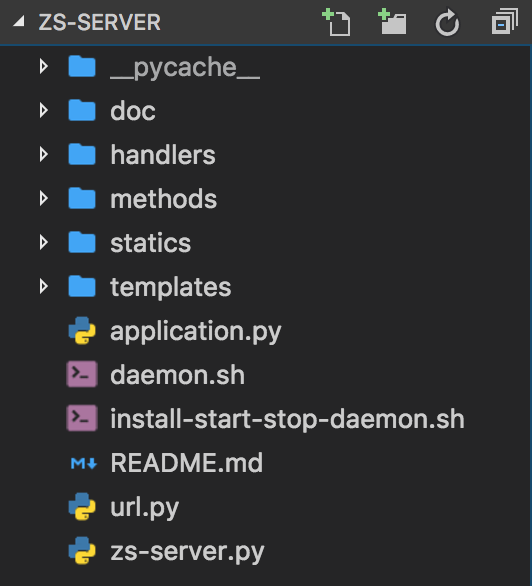 ZS-SERVER
__pycache__
doc
handlers
methods
statics
templates
application.py
daemon.sh
install-start-stop-daemon.sh
README.md
url.py
zs-server.py